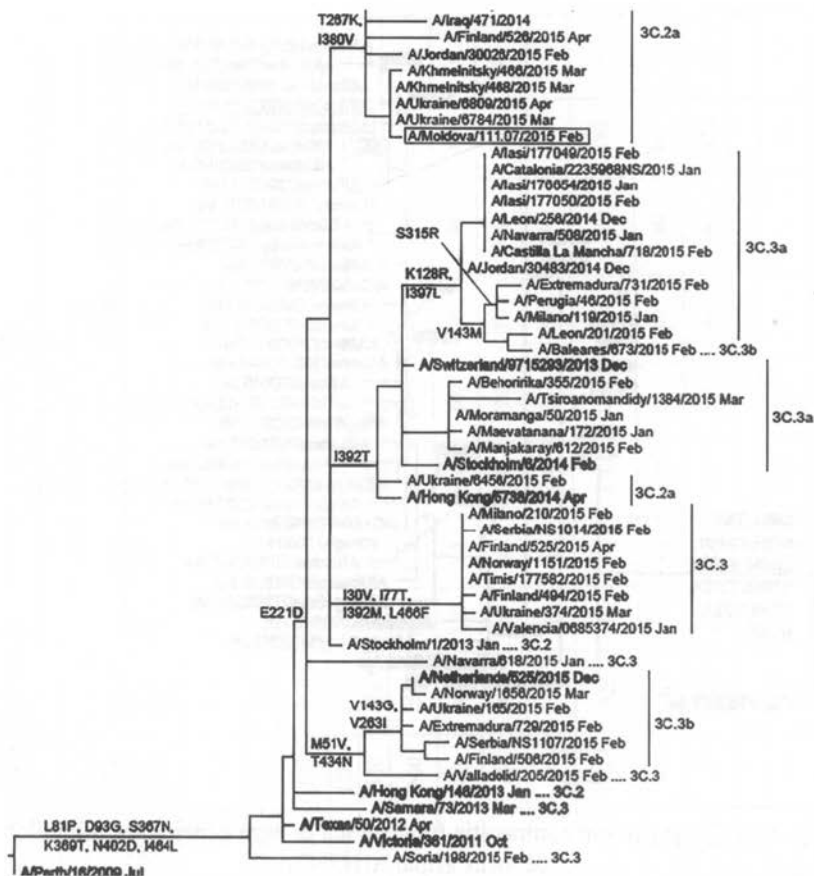 T267K,
I380V
A/Iraq/471/2014
A/Finland/526/2015 Apr
A/Jordan/30026/2015 Feb
A/Khmelnitsky/466/2015 Mar
A/Khmelnitsky/468/2015 Mar
A/Ukraine/6809/2015 Apr
A/Ukraine/6784/2015 Mar
A/Moldova/111.07/2015 Feb
3C.2a
A/Iasi/177049/2015 Feb
A/Catalonia/2235968NS/2015 Jan
A/Iasi/176654/2015 Jan
A/Iasi/177050/2015 Feb
A/Leon/256/2014 Dec
A/Navarra/508/2015 Jan
A/Castilla La Mancha/718/2015 Feb
A/Jordan/30483/2014 Dec
S315R
K128R,
I397L
A/Extremadura/731/2015 Feb
A/Perugia/46/2015 Feb
A/Milano/119/2015 Jan
V143M
A/Leon/201/2015 Feb
A/Baleares/673/2015 Feb .... 3C.3b
3C.3a
A/Switzerland/9715293/2013 Dec
A/Behoririka/355/2015 Feb
A/Tsiroanomandidy/1384/2015 Mar
A/Moramanga/50/2015 Jan
A/Maevatanana/172/2015 Jan
A/Manjakaray/612/2015 Feb
A/Stockholm/6/2014 Feb
3C.3a
I392T
A/Ukraine/6456/2015 Feb
A/Hong Kong/5738/2014 Apr
3C.2a
A/Milano/210/2015 Feb
A/Serbia/NS1014/2015 Feb
A/Finland/525/2015 Apr
A/Norway/1151/2015 Feb
A/Timis/177582/2015 Feb
A/Finland/494/2015 Feb
A/Ukraine/374/2015 Mar
A/Valencia/0685374/2015 Jan
3C.3
I30V, I77T,
I392M, L466F
E221D
A/Stockholm/1/2013 Jan .... 3C.2
A/Navarra/618/2015 Jan .... 3C.3
A/Netherlands/525/2015 Dec
A/Norway/1656/2015 Mar
V143G,
V263I
A/Ukraine/165/2015 Feb
A/Extremadura/729/2015 Feb
A/Serbia/NS1107/2015 Feb
A/Finland/506/2015 Feb
3C.3b
M51V,
T434N
A/Valladolid/205/2015 Feb .... 3C.3
A/Hong Kong/146/2013 Jan .... 3C.2
A/Samara/73/2013 Mar .... 3C.3
A/Texas/50/2012 Apr
A/Victoria/361/2011 Oct
A/Soria/198/2015 Feb .... 3C.3
L81P, D93G, S367N,
K369T, N402D, I464L
A/Perth/16/2009 Jul